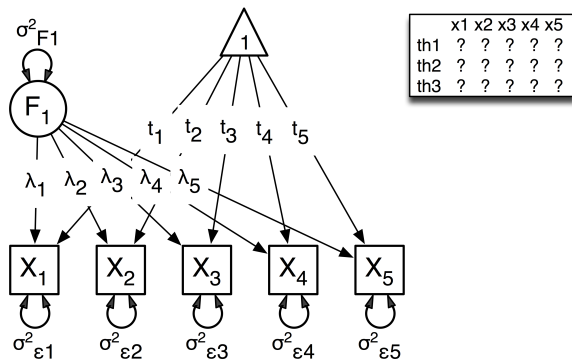 σ²F1
1
x1 x2 x3 x4 x5
th1 ? ? ? ? ?
th2 ? ? ? ? ?
th3 ? ? ? ? ?
F₁
t₁ t₂ t₃ t₄ t₅
λ₁ λ₂ λ₃ λ₄ λ₅
X₁ X₂ X₃ X₄ X₅
σ²ε1 σ²ε2 σ²ε3 σ²ε4 σ²ε5